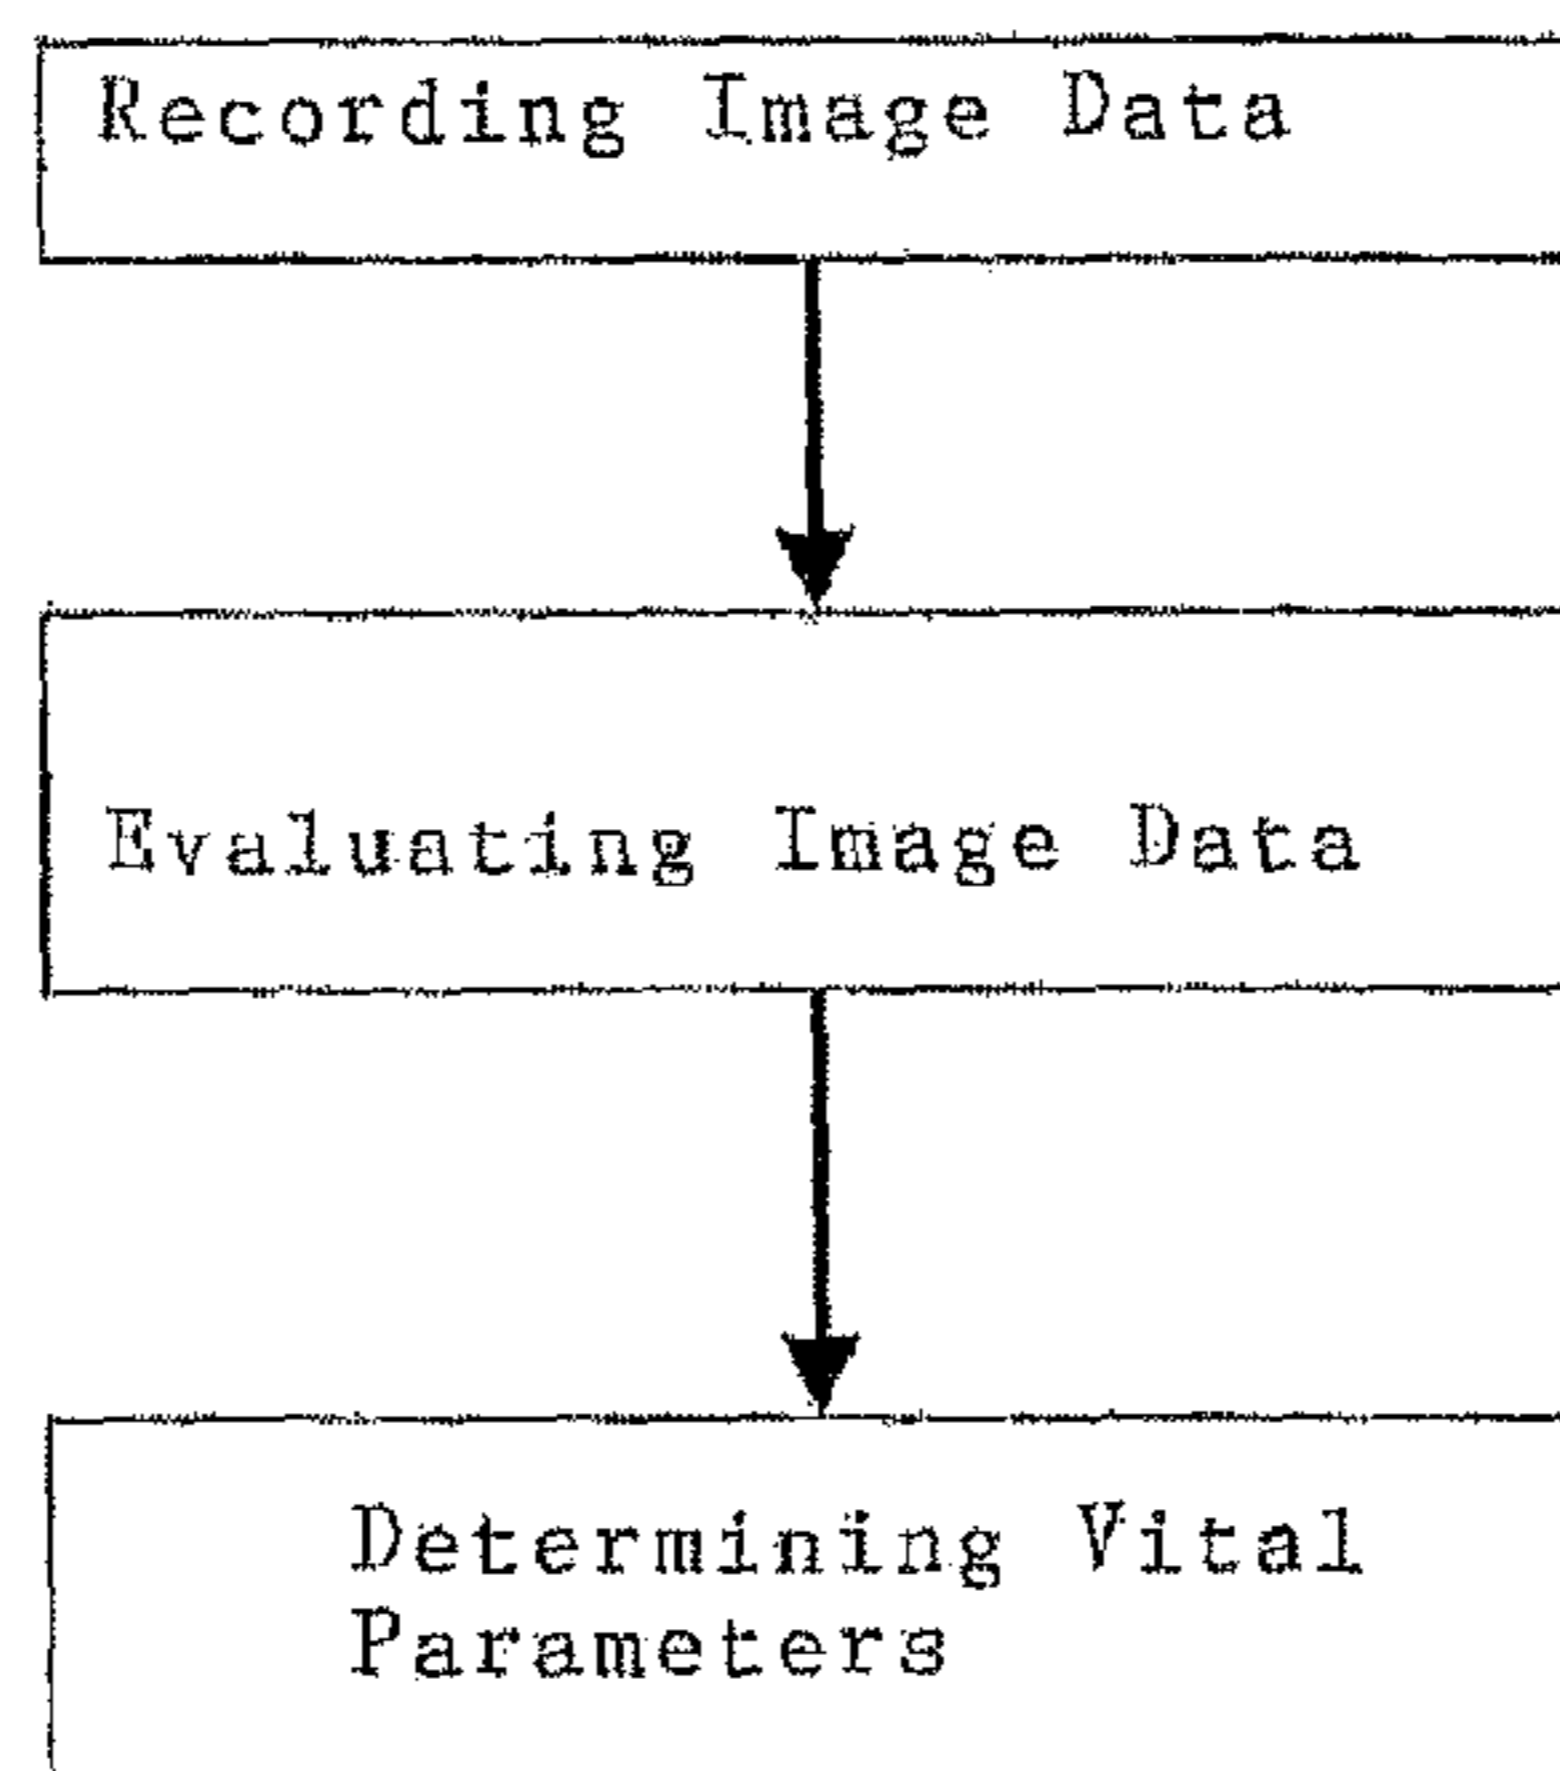 Recording Image Data
Evaluating Image Data
Determining Vital
Parameters